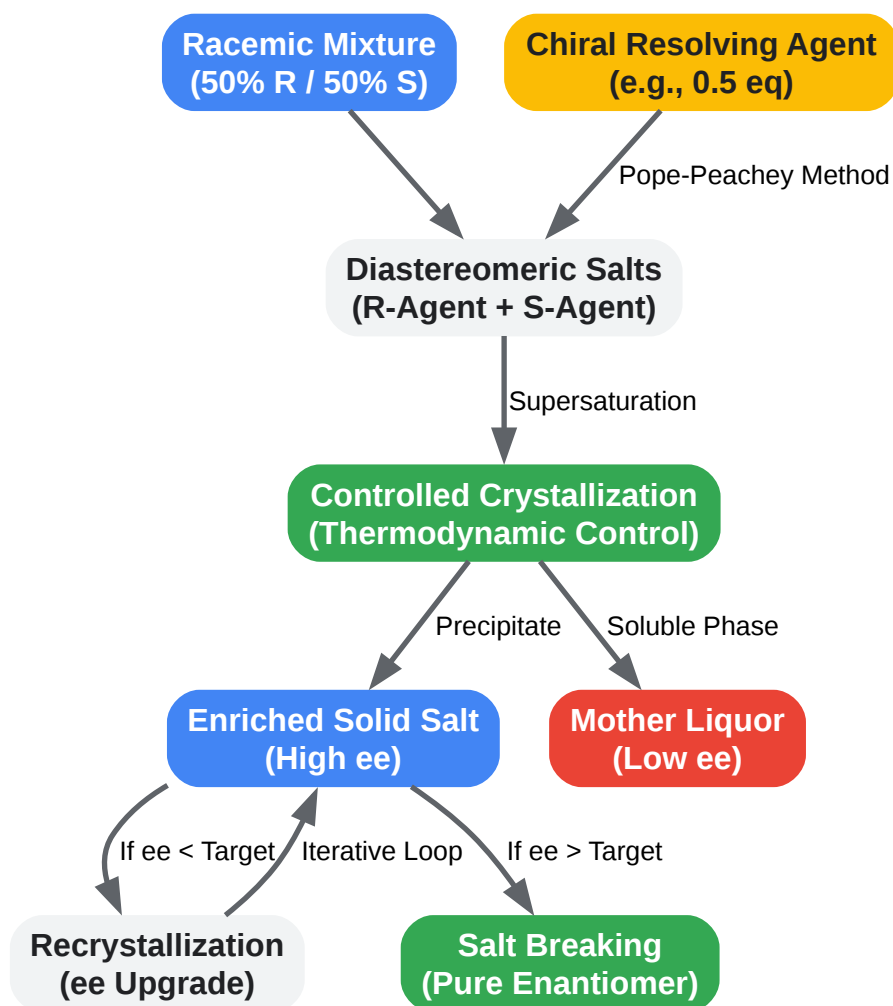 Racemic Mixture
(50% R / 50% S)
Chiral Resolving Agent
(e.g., 0.5 eq)
Pope-Peachey Method
Diastereomeric Salts
(R-Agent + S-Agent)
Supersaturation
Controlled Crystallization
(Thermodynamic Control)
Precipitate
Soluble Phase
Enriched Solid Salt
(High ee)
Mother Liquor
(Low ee)
If ee < Target
Iterative Loop
If ee > Target
Recrystallization
(ee Upgrade)
Salt Breaking
(Pure Enantiomer)